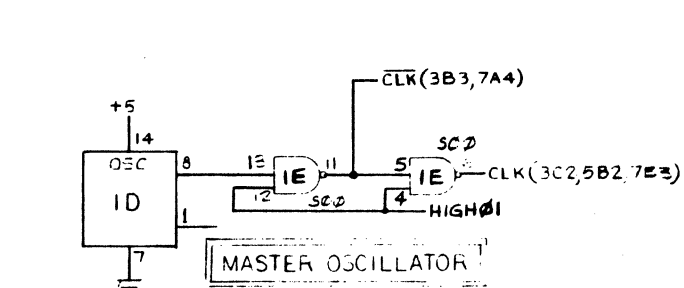 CLK(3B3,7A4)
+5
14
OSC
8
13
11
SCØ
5
1E
1E
CLK(3C2,5B2,7E3)
1D
12
SCØ
4
HIGHØ1
1
7
MASTER OSCILLATOR